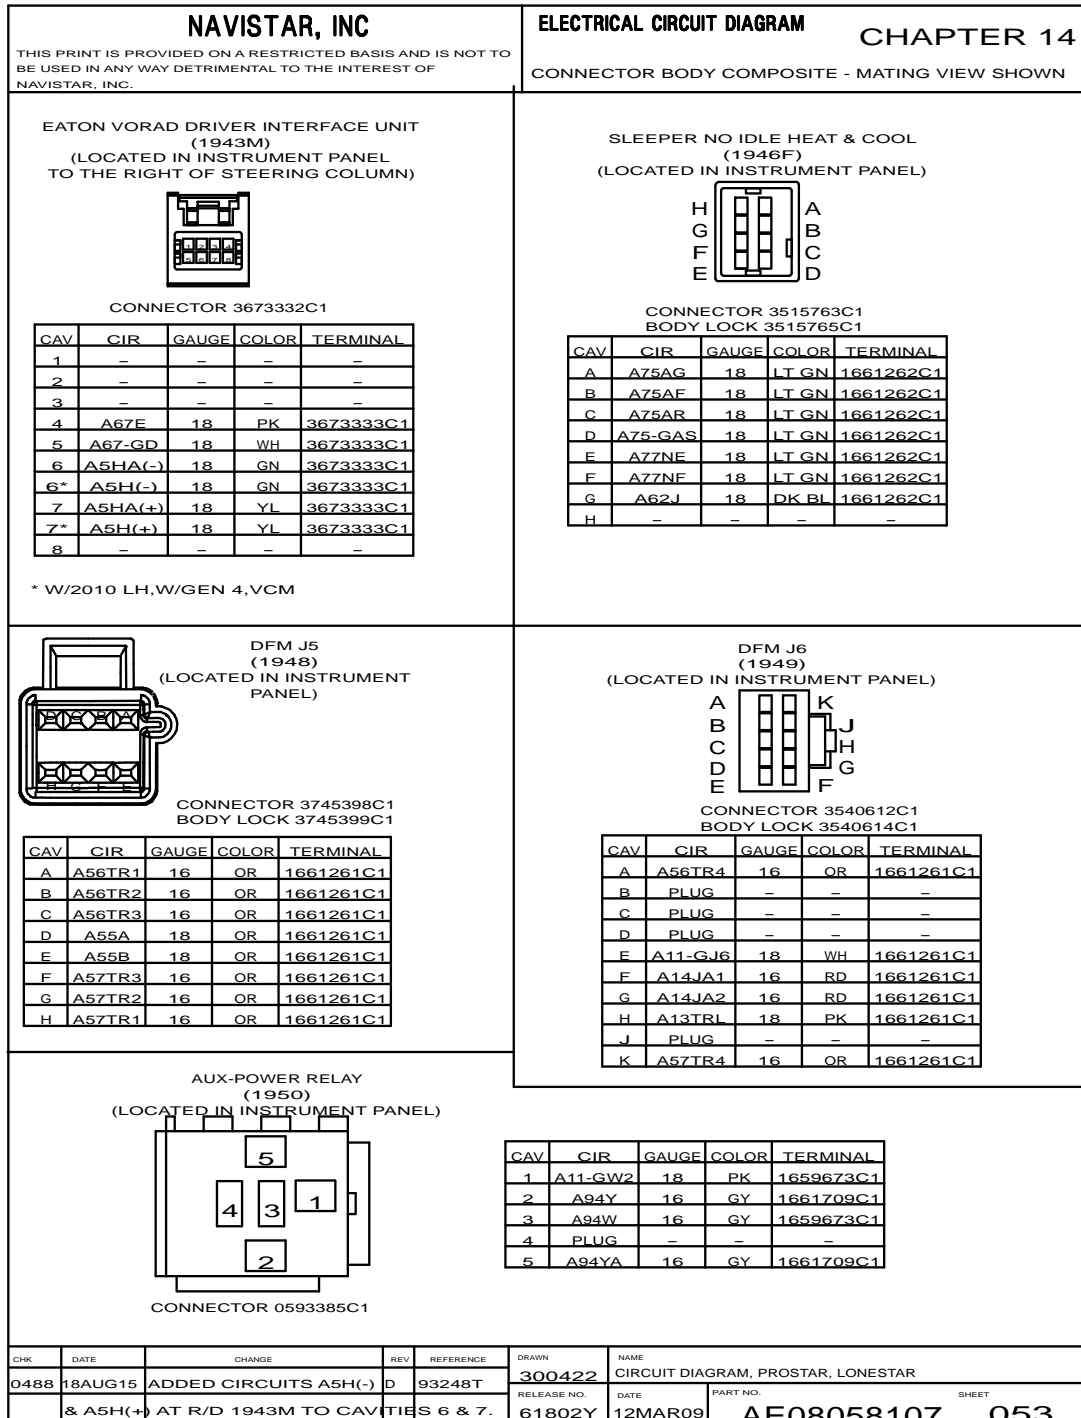 NAVISTAR, INC
THIS PRINT IS PROVIDED ON A RESTRICTED BASIS AND IS NOT TO
BE USED IN ANY WAY DETRIMENTAL TO THE INTEREST OF
NAVISTAR, INC.
ELECTRICAL CIRCUIT DIAGRAM
CHAPTER 14
CONNECTOR BODY COMPOSITE - MATING VIEW SHOWN
EATON VORAD DRIVER INTERFACE UNIT
(1943M)
(LOCATED IN INSTRUMENT PANEL
TO THE RIGHT OF STEERING COLUMN)
1 2 3 4
5 6 7 8
CONNECTOR 3673332C1
CAV CIR GAUGE COLOR TERMINAL
1 – – – –
2 – – – –
3 – – – –
4 A67E 18 PK 3673333C1
5 A67-GD 18 WH 3673333C1
6 A5HA(-) 18 GN 3673333C1
6* A5H(-) 18 GN 3673333C1
7 A5HA(+) 18 YL 3673333C1
7* A5H(+) 18 YL 3673333C1
8 – – – –
* W/2010 LH,W/GEN 4,VCM
SLEEPER NO IDLE HEAT & COOL
(1946F)
(LOCATED IN INSTRUMENT PANEL)
H A
G B
F C
E D
CONNECTOR 3515763C1
BODY LOCK 3515765C1
CAV CIR GAUGE COLOR TERMINAL
A A75AG 18 LT GN 1661262C1
B A75AF 18 LT GN 1661262C1
C A75AR 18 LT GN 1661262C1
D A75-GAS 18 LT GN 1661262C1
E A77NE 18 LT GN 1661262C1
F A77NF 18 LT GN 1661262C1
G A62J 18 DK BL 1661262C1
H – – – –
DFM J5
(1948)
(LOCATED IN INSTRUMENT
PANEL)
D C B A
H G F E
CONNECTOR 3745398C1
BODY LOCK 3745399C1
CAV CIR GAUGE COLOR TERMINAL
A A56TR1 16 OR 1661261C1
B A56TR2 16 OR 1661261C1
C A56TR3 16 OR 1661261C1
D A55A 18 OR 1661261C1
E A55B 18 OR 1661261C1
F A57TR3 16 OR 1661261C1
G A57TR2 16 OR 1661261C1
H A57TR1 16 OR 1661261C1
DFM J6
(1949)
(LOCATED IN INSTRUMENT PANEL)
A K
B J
C H
D G
E F
CONNECTOR 3540612C1
BODY LOCK 3540614C1
CAV CIR GAUGE COLOR TERMINAL
A A56TR4 16 OR 1661261C1
B PLUG – – –
C PLUG – – –
D PLUG – – –
E A11-GJ6 18 WH 1661261C1
F A14JA1 16 RD 1661261C1
G A14JA2 16 RD 1661261C1
H A13TRL 18 PK 1661261C1
J PLUG – – –
K A57TR4 16 OR 1661261C1
AUX-POWER RELAY
(1950)
(LOCATED IN INSTRUMENT PANEL)
5
4 3 1
2
CONNECTOR 0593385C1
CAV CIR GAUGE COLOR TERMINAL
1 A11-GW2 18 PK 1659673C1
2 A94Y 16 GY 1661709C1
3 A94W 16 GY 1659673C1
4 PLUG – – –
5 A94YA 16 GY 1661709C1
CHK DATE CHANGE REV REFERENCE
0488 18AUG15 ADDED CIRCUITS A5H(-) D 93248T
& A5H(+) AT R/D 1943M TO CAVITIES 6 & 7.
DRAWN
300422
NAME
CIRCUIT DIAGRAM, PROSTAR, LONESTAR
RELEASE NO.
61802Y
DATE
12MAR09
PART NO.
AE08058107
SHEET
053